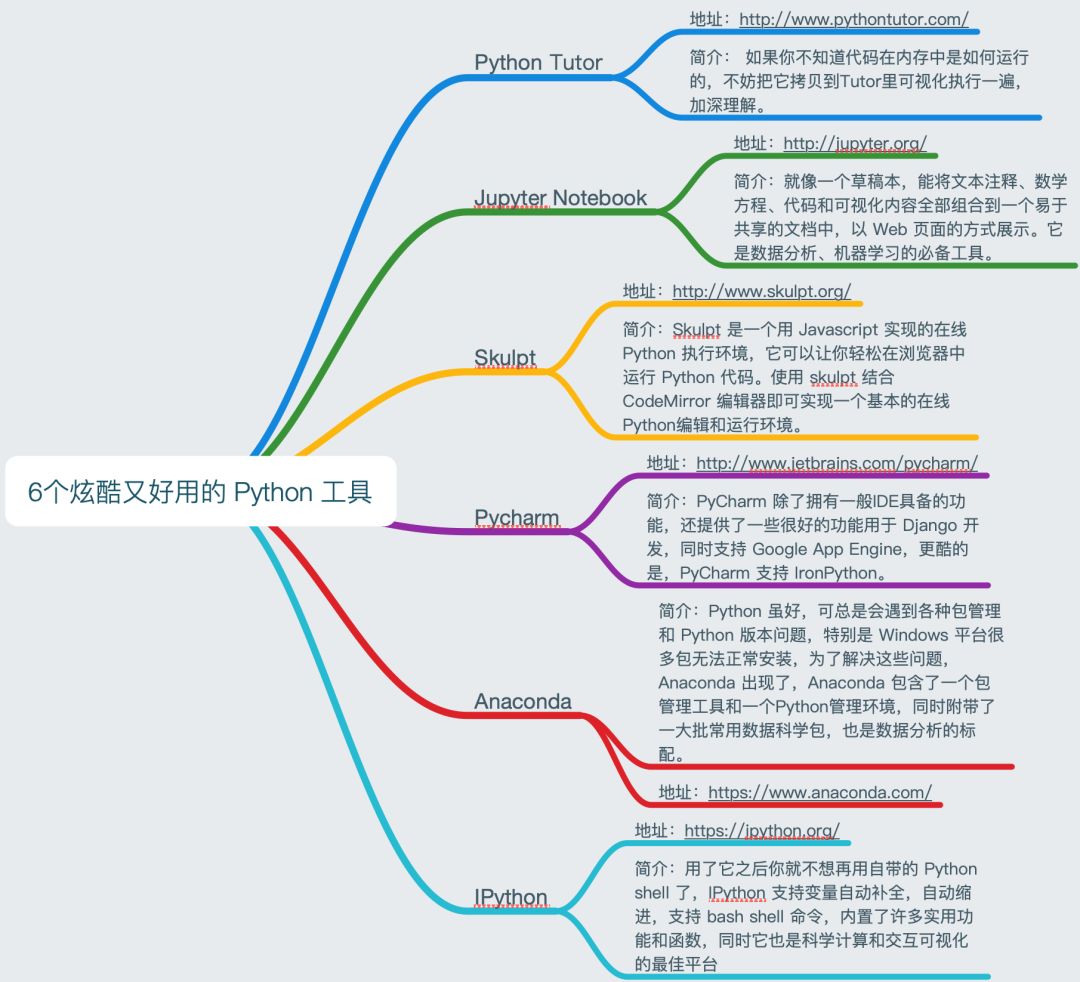 6个炫酷又好用的 Python 工具
Python Tutor
地址：http://www.pythontutor.com/
简介： 如果你不知道代码在内存中是如何运行
的，不妨把它拷贝到Tutor里可视化执行一遍，
加深理解。
Jupyter Notebook
地址：http://jupyter.org/
简介：就像一个草稿本，能将文本注释、数学
方程、代码和可视化内容全部组合到一个易于
共享的文档中，以 Web 页面的方式展示。它
是数据分析、机器学习的必备工具。
Skulpt
地址：http://www.skulpt.org/
简介：Skulpt 是一个用 Javascript 实现的在线
Python 执行环境，它可以让你轻松在浏览器中
运行 Python 代码。使用 skulpt 结合
CodeMirror 编辑器即可实现一个基本的在线
Python编辑和运行环境。
Pycharm
地址：http://www.jetbrains.com/pycharm/
简介：PyCharm 除了拥有一般IDE具备的功
能，还提供了一些很好的功能用于 Django 开
发，同时支持 Google App Engine，更酷的
是，PyCharm 支持 IronPython。
Anaconda
简介：Python 虽好，可总是会遇到各种包管理
和 Python 版本问题，特别是 Windows 平台很
多包无法正常安装，为了解决这些问题，
Anaconda 出现了，Anaconda 包含了一个包
管理工具和一个Python管理环境，同时附带了
一大批常用数据科学包，也是数据分析的标
配。
地址：https://www.anaconda.com/
IPython
地址：https://ipython.org/
简介：用了它之后你就不想再用自带的 Python
shell 了，IPython 支持变量自动补全，自动缩
进，支持 bash shell 命令，内置了许多实用功
能和函数，同时它也是科学计算和交互可视化
的最佳平台